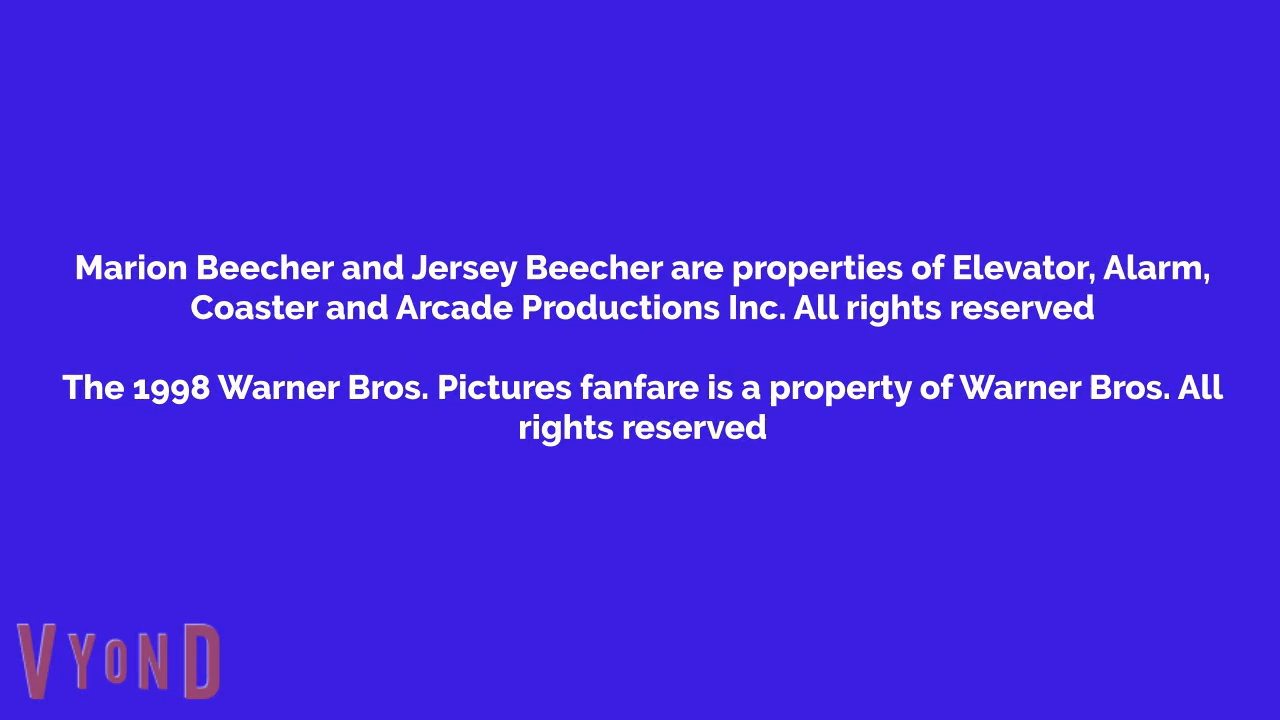 Marion Beecher and Jersey Beecher are properties of Elevator, Alarm,
Coaster and Arcade Productions Inc. All rights reserved
The 1998 Warner Bros. Pictures fanfare is a property of Warner Bros. All
rights reserved
VYOND